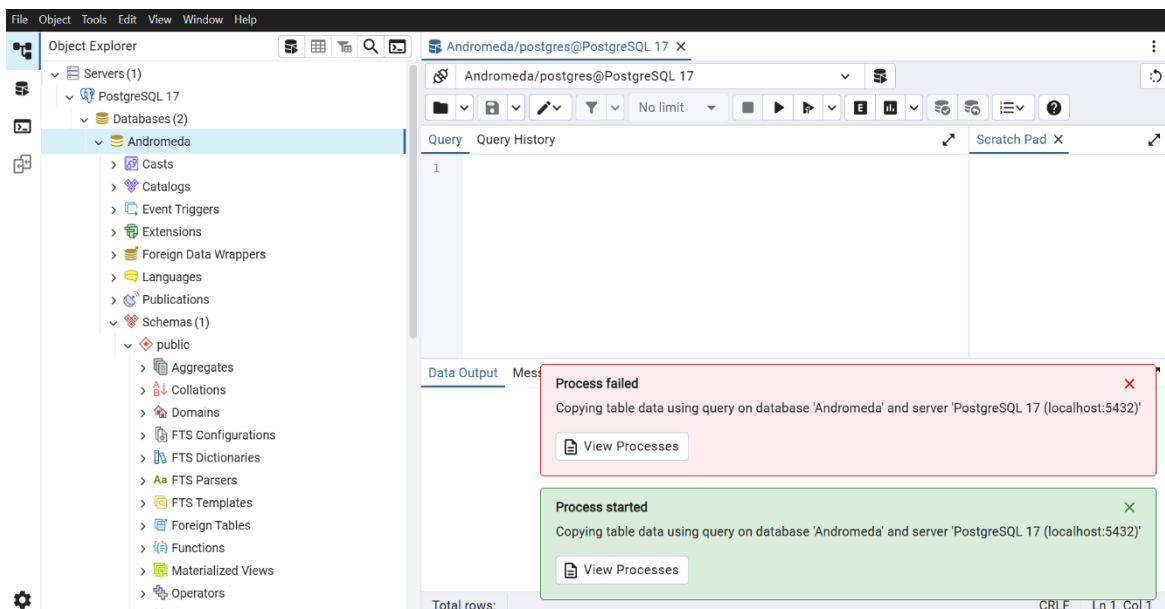 File Object Tools Edit View Window Help
Object Explorer
Servers (1)
PostgreSQL 17
Databases (2)
Andromeda
Casts
Catalogs
Event Triggers
Extensions
Foreign Data Wrappers
Languages
Publications
Schemas (1)
public
Aggregates
Collations
Domains
FTS Configurations
FTS Dictionaries
Aa FTS Parsers
FTS Templates
Foreign Tables
Functions
Materialized Views
Operators
Andromeda/postgres@PostgreSQL 17
Andromeda/postgres@PostgreSQL 17
No limit
E
Query Query History
Scratch Pad
1
Data Output
Process failed
Copying table data using query on database 'Andromeda' and server 'PostgreSQL 17 (localhost:5432)'
View Processes
Process started
Copying table data using query on database 'Andromeda' and server 'PostgreSQL 17 (localhost:5432)'
View Processes
Total rows:
CRLF Ln 1, Col 1